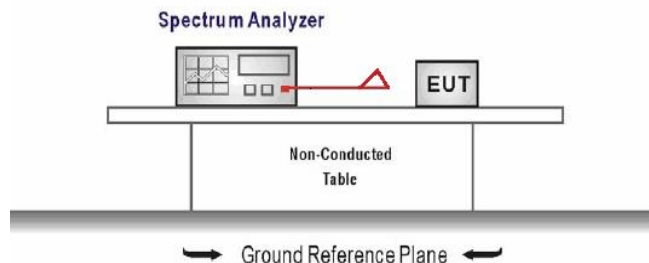 Spectrum Analyzer
EUT
Non-Conducted
Table
Ground Reference Plane